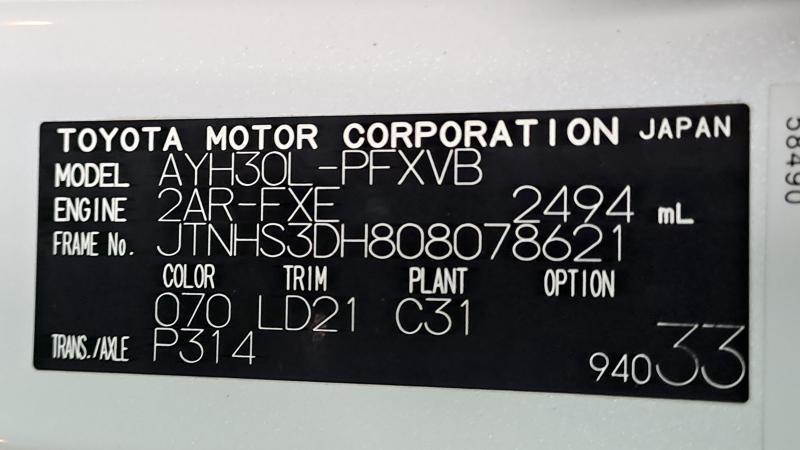 TOYOTA MOTOR CORPORATION JAPAN
MODEL AYH30L-PFXVB
ENGINE 2AR-FXE 2494 mL
FRAME No. JTNHS3DH808078621
COLOR TRIM PLANT OPTION
070 LD21 C31
TRANS./AXLE P314
94033
58490